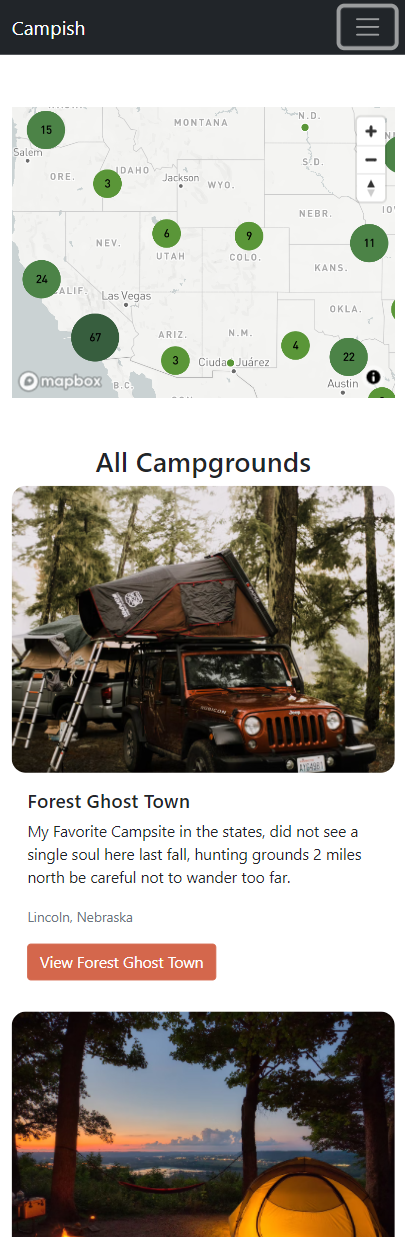 Campish
15
MONTANA
N.D.
Salem
3
IDAHO
Jackson
S.D.
ORE.
WYO.
NEBR.
6
9
11
NEV.
UTAH
COLO.
KANS.
24
CALIF.
Las Vegas
OKLA.
67
ARIZ.
N.M.
3
Ciudad Juárez
4
22
mapbox
B.C.
Austin
All Campgrounds
RUBICON
Jeep
Forest Ghost Town
My Favorite Campsite in the states, did not see a
single soul here last fall, hunting grounds 2 miles
north be careful not to wander too far.
Lincoln, Nebraska
View Forest Ghost Town